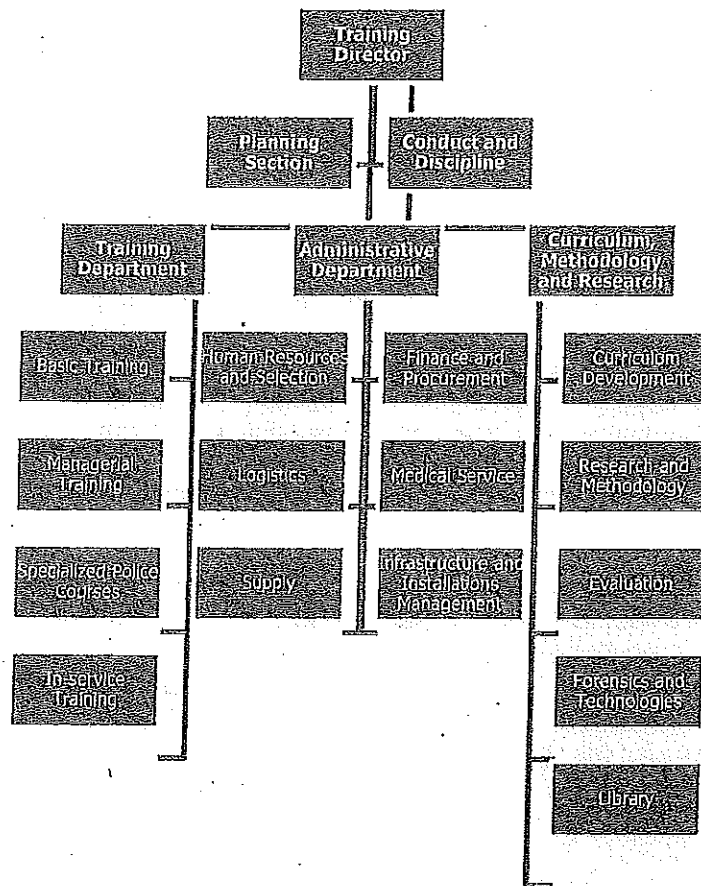 Training
Director
Planning
Section
Conduct and
Discipline
Training
Department
Administrative
Department
Curriculum,
Methodology
and Research
Basic Training
Human Resources
and Selection
Finance and
Procurement
Curriculum
Development
Managerial
Training
Logistics
Medical Service
Research and
Methodology
Specialized Police
Courses
Supply
Infrastructure and
Installations
Management
Evaluation
In-service
Training
Forensics and
Technologies
Library